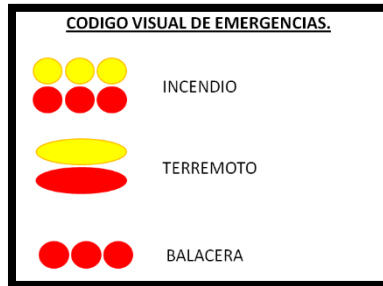 CODIGO VISUAL DE EMERGENCIAS.
INCENDIO
TERREMOTO
BALACERA